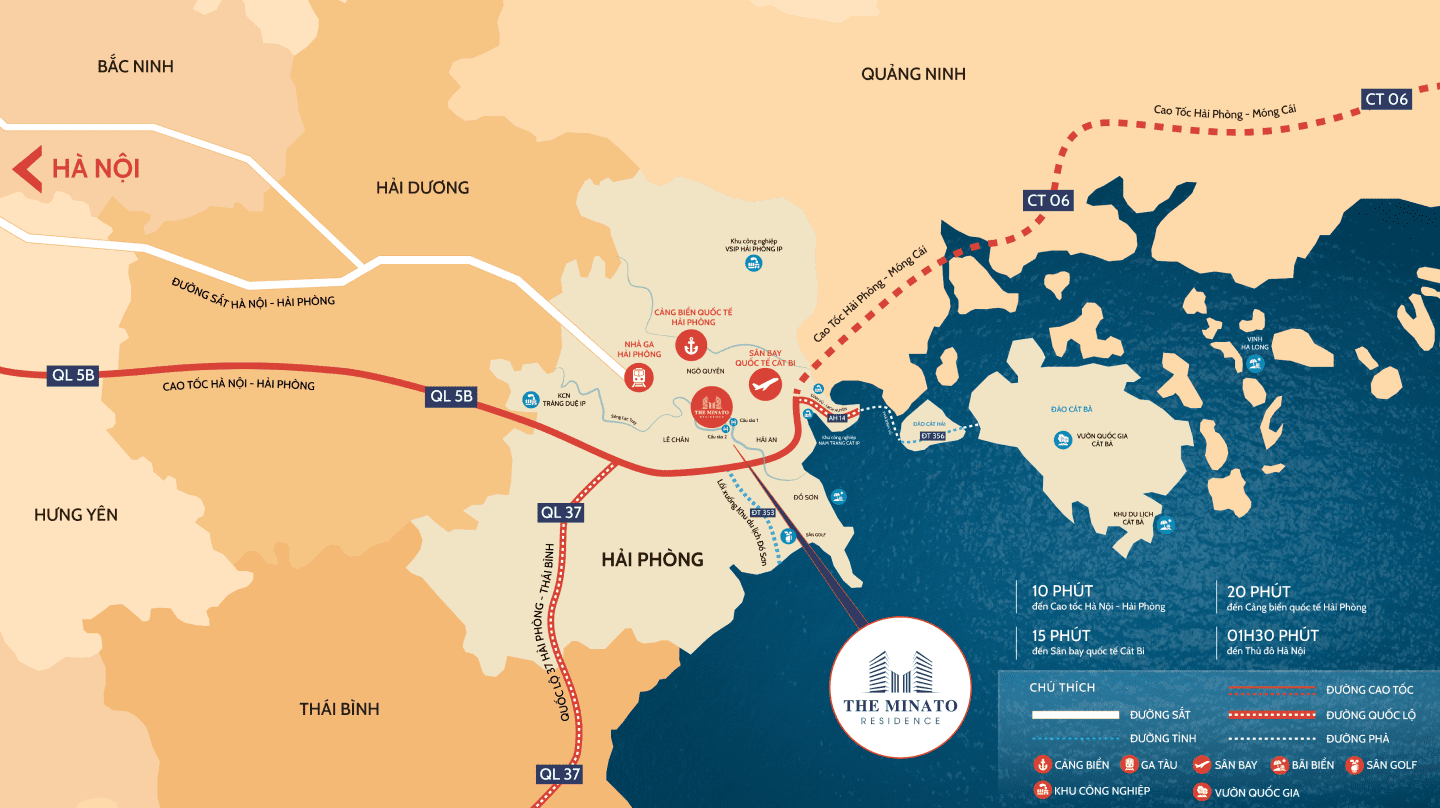 BẮC NINH
QUẢNG NINH
CT 06
Cao Tốc Hải Phòng - Móng Cái
HÀ NỘI
HẢI DƯƠNG
CT 06
Khu công nghiệp
VSIP HẢI PHÒNG IP
Cao Tốc Hải Phòng - Móng Cái
ĐƯỜNG SẮT HÀ NỘI - HẢI PHÒNG
CẢNG BIỂN QUỐC TẾ
HẢI PHÒNG
NHÀ GA
HẢI PHÒNG
SÂN BAY
QUỐC TẾ CÁT BI
NGÔ QUYỀN
VỊNH
HẠ LONG
QL 5B
CAO TỐC HÀ NỘI - HẢI PHÒNG
QL 5B
KCN
TRÀNG DUỆ IP
THE MINATO
RESIDENCE
Sông Lạch Tray
Cầu rào 1
Cầu rào 2
LÊ CHÂN
HẢI AN
AH 14
Khu công nghiệp
NAM TRÀNG CÁT IP
ĐẢO CÁT HẢI
ĐT 356
ĐẢO CÁT BÀ
VƯỜN QUỐC GIA
CÁT BÀ
HƯNG YÊN
QL 37
Lối xuống Khu du lịch Đồ Sơn
ĐT 353
ĐỒ SƠN
SÂN GOLF
KHU DU LỊCH
CÁT BÀ
HẢI PHÒNG
QUỐC LỘ 37 HẢI PHÒNG - THÁI BÌNH
10 PHÚT
đến Cao tốc Hà Nội - Hải Phòng
20 PHÚT
đến Cảng biển quốc tế Hải Phòng
15 PHÚT
đến Sân bay quốc tế Cát Bi
01H30 PHÚT
đến Thủ đô Hà Nội
THE MINATO
RESIDENCE
THÁI BÌNH
QL 37
CHÚ THÍCH
ĐƯỜNG CAO TỐC
ĐƯỜNG SẮT
ĐƯỜNG QUỐC LỘ
ĐƯỜNG TỈNH
ĐƯỜNG PHÀ
CẢNG BIỂN
GA TÀU
SÂN BAY
BÃI BIỂN
SÂN GOLF
KHU CÔNG NGHIỆP
VƯỜN QUỐC GIA